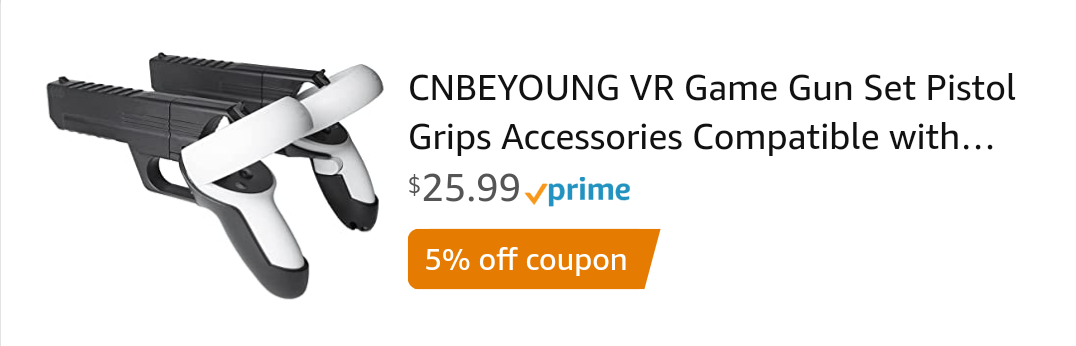 CNBEYOUNG VR Game Gun Set Pistol
Grips Accessories Compatible with…
$25.99 prime
5% off coupon